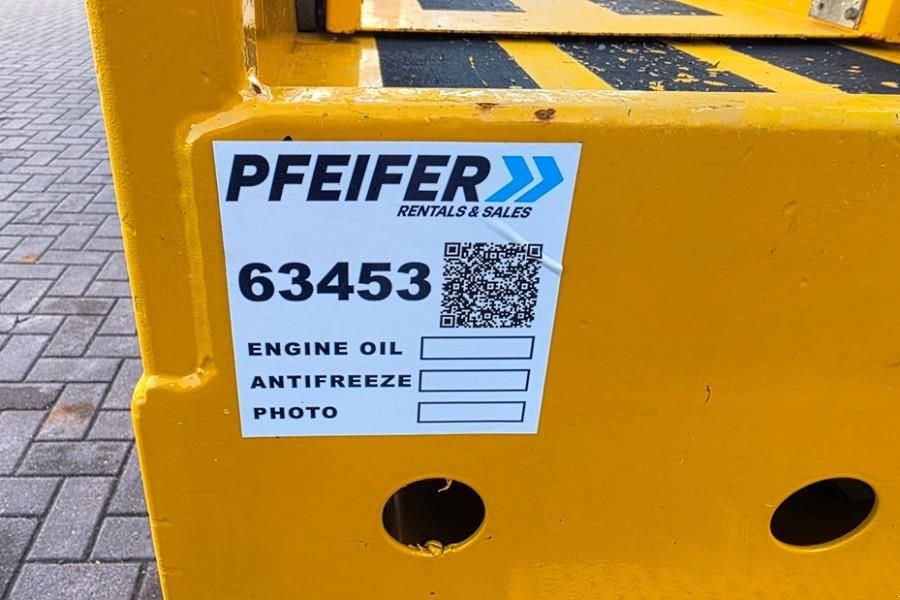 PFEIFER
RENTALS & SALES
63453
ENGINE OIL
ANTIFREEZE
PHOTO